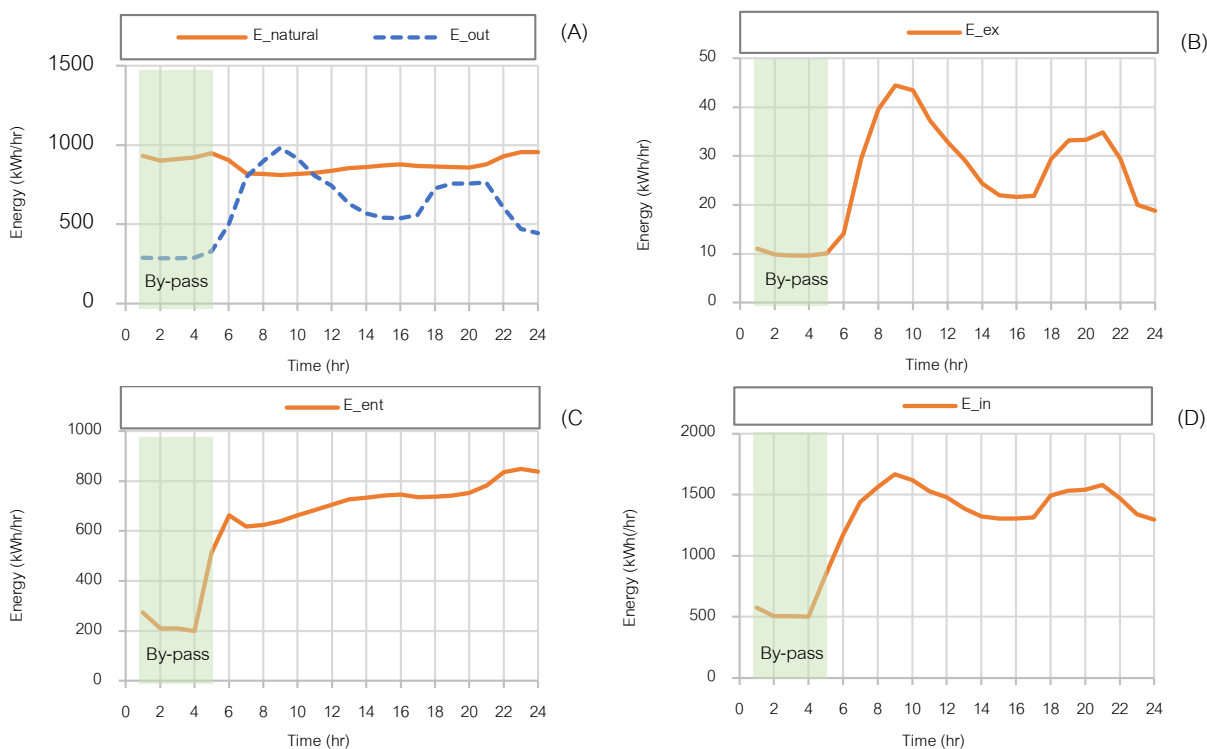 E_natural E_out (A)
1500
1000
500
0
Energy (kWh/hr)
By-pass
0 2 4 6 8 10 12 14 16 18 20 22 24
Time (hr)
E_ex (B)
50
40
30
20
10
0
Energy (kWh/hr)
By-pass
0 2 4 6 8 10 12 14 16 18 20 22 24
Time (hr)
E_ent (C
1000
800
600
400
200
0
Energy (kWh/hr)
By-pass
0 2 4 6 8 10 12 14 16 18 20 22 24
Time (hr)
E_in (D)
2000
1500
1000
500
0
Energy (kWh(/hr)
By-pass
0 2 4 6 8 10 12 14 16 18 20 22 24
Time (hr)